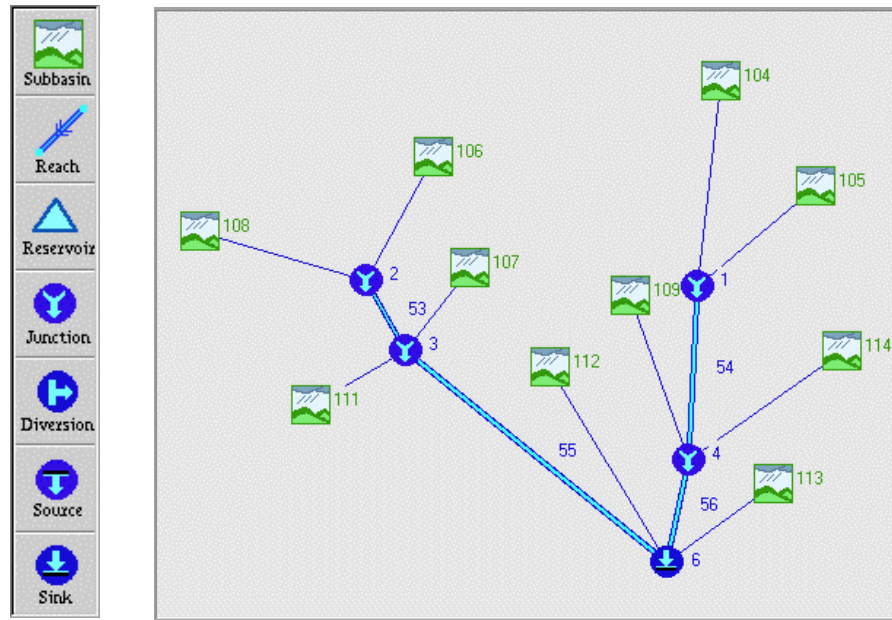 Subbasin
Reach
Reservoir
Junction
Diversion
Source
Sink
104
106
105
108
107
2
1
109
53
3
114
112
54
111
55
4
113
56
6